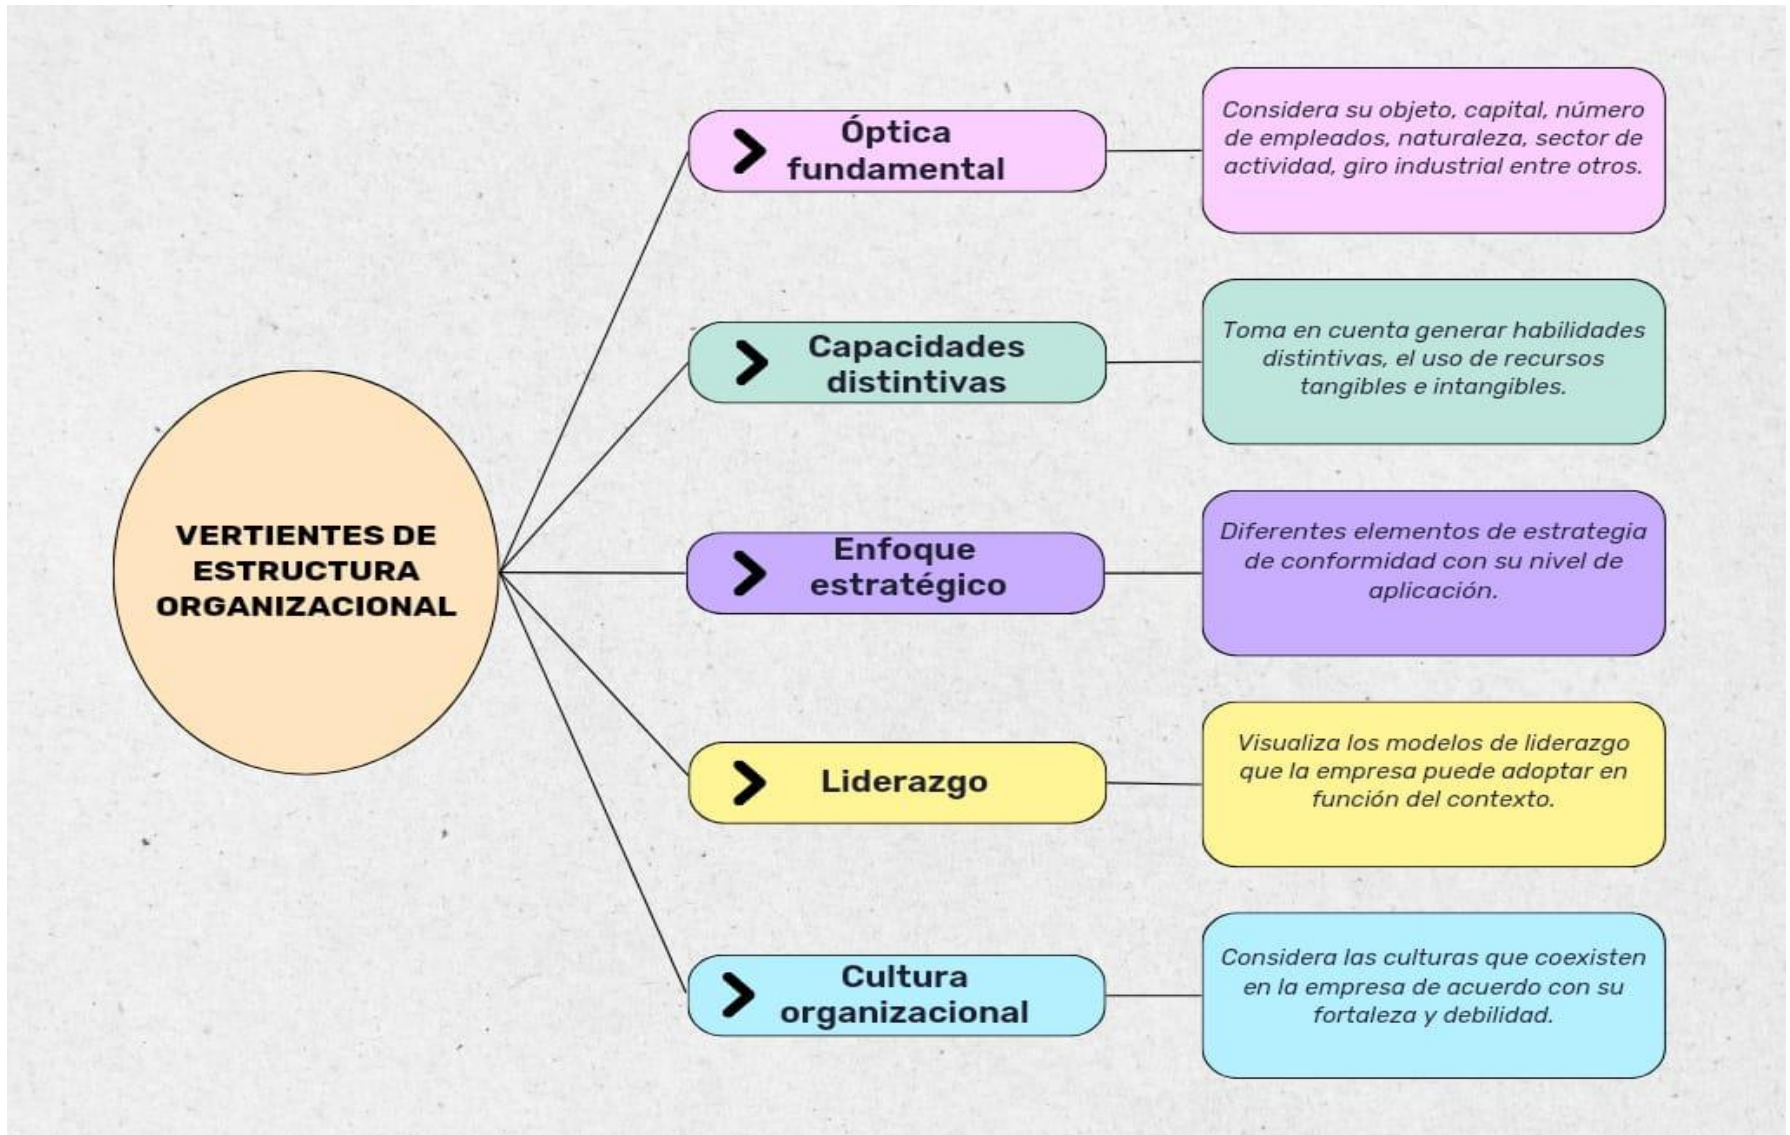 VERTIENTES DE
ESTRUCTURA
ORGANIZACIONAL
Óptica
fundamental
Considera su objeto, capital, número
de empleados, naturaleza, sector de
actividad, giro industrial entre otros.
Capacidades
distintivas
Toma en cuenta generar habilidades
distintivas, el uso de recursos
tangibles e intangibles.
Enfoque
estratégico
Diferentes elementos de estrategia
de conformidad con su nivel de
aplicación.
Liderazgo
Visualiza los modelos de liderazgo
que la empresa puede adoptar en
función del contexto.
Cultura
organizacional
Considera las culturas que coexisten
en la empresa de acuerdo con su
fortaleza y debilidad.